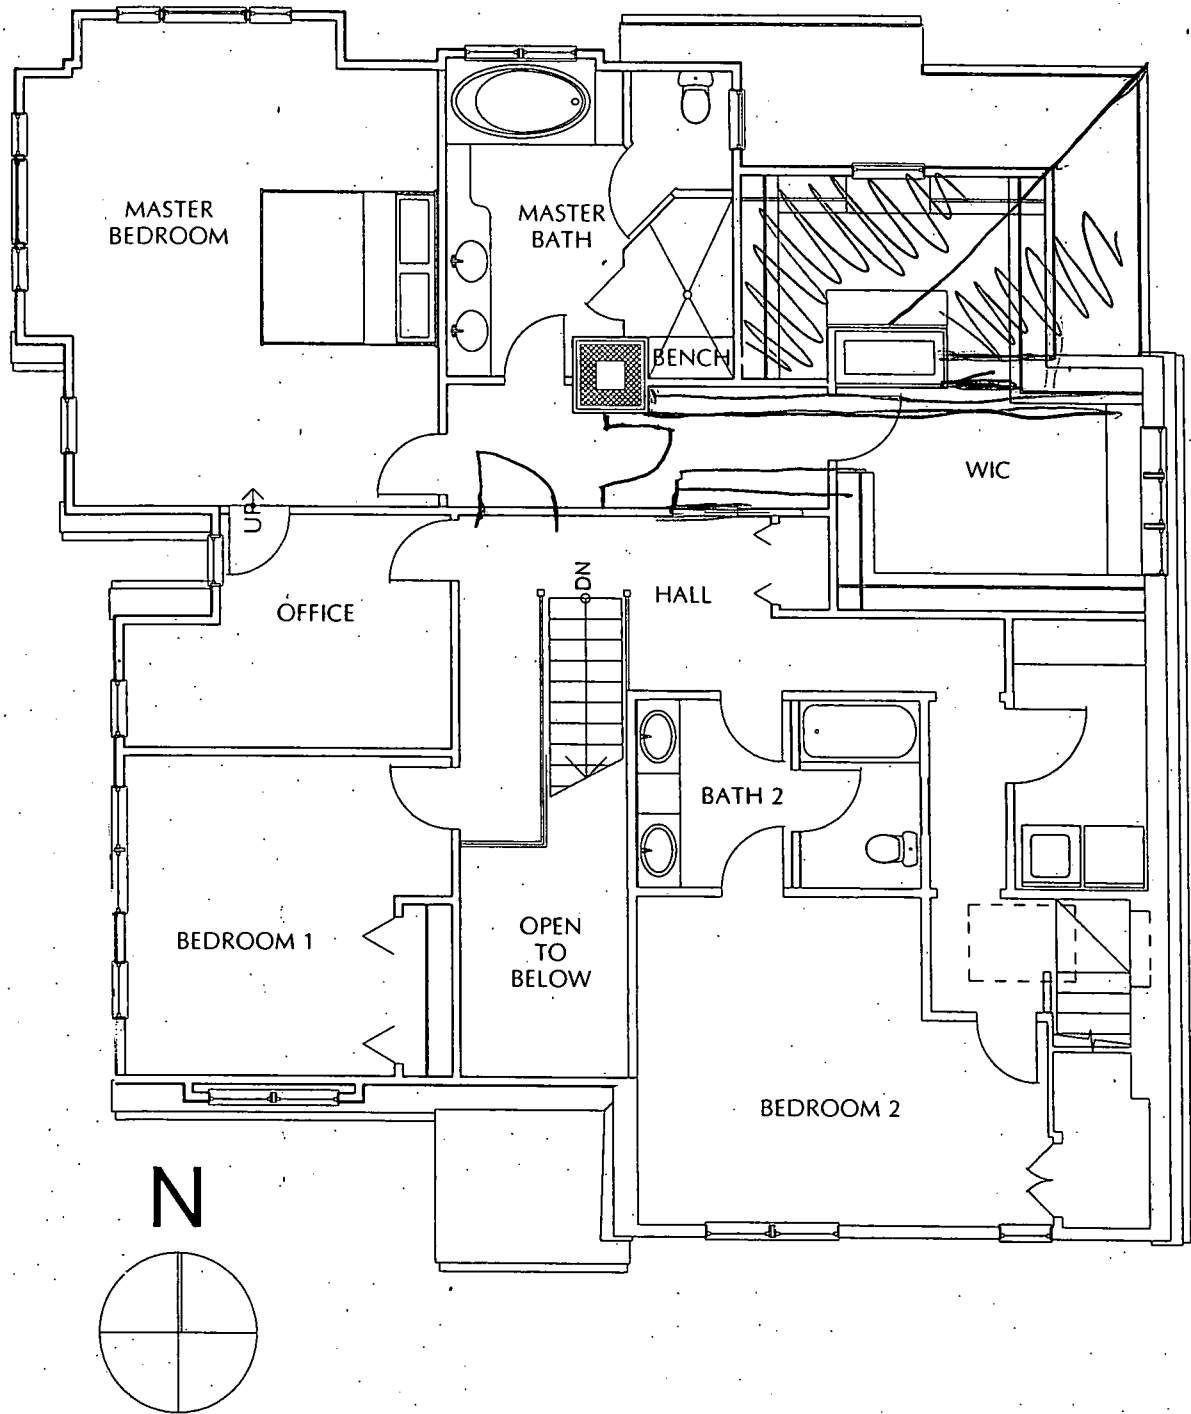 MASTER
BEDROOM
MASTER
BATH
BENCH
WIC
UP
OFFICE
DN
HALL
BATH 2
BEDROOM 1
OPEN
TO
BELOW
BEDROOM 2
N